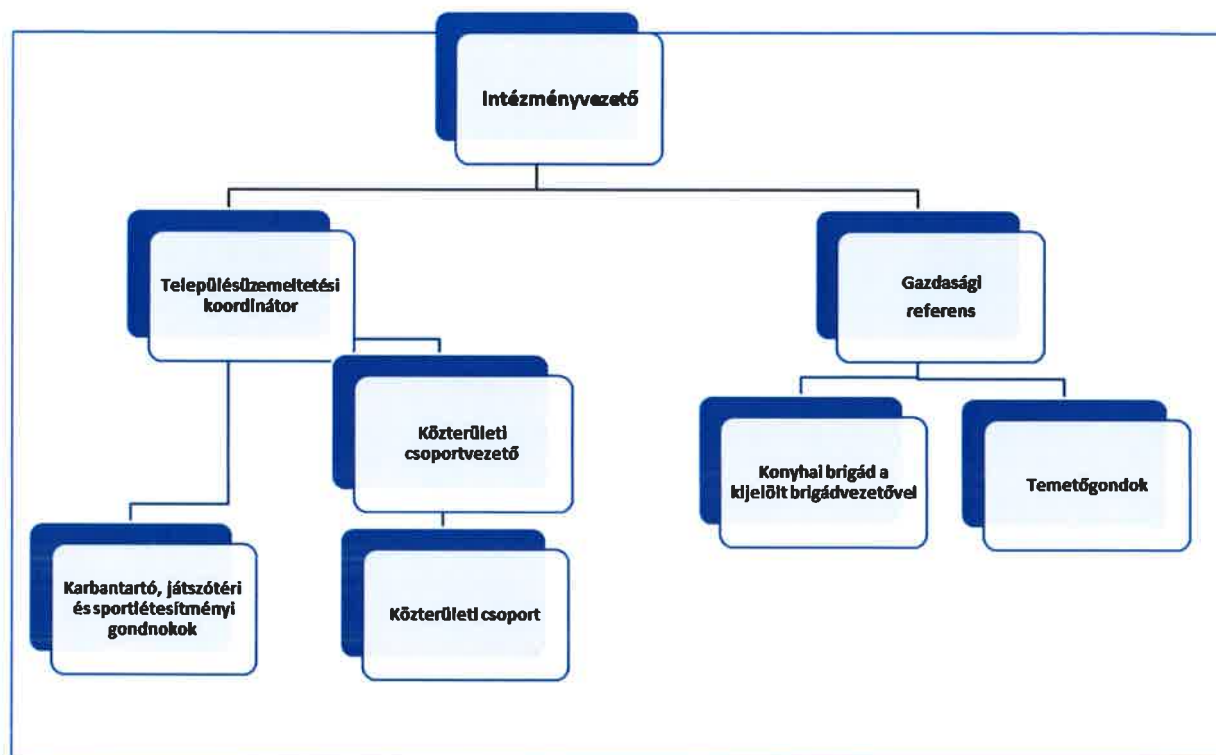 Intézményvezető
Településüzemeltetési
koordinátor
Gazdasági
referens
Közterületi
csoportvezető
Konyhai brigád a
kijelölt brigádvezetővel
Temetőgondok
Karbantartó, játszótéri
és sportlétesítményi
gondnokok
Közterületi csoport